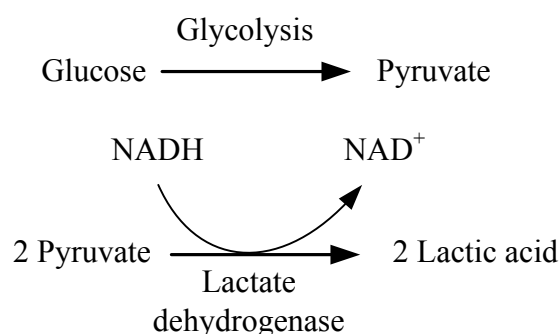 Glycolysis
Glucose Pyruvate
NADH NAD+
2 Pyruvate 2 Lactic acid
Lactate
dehydrogenase